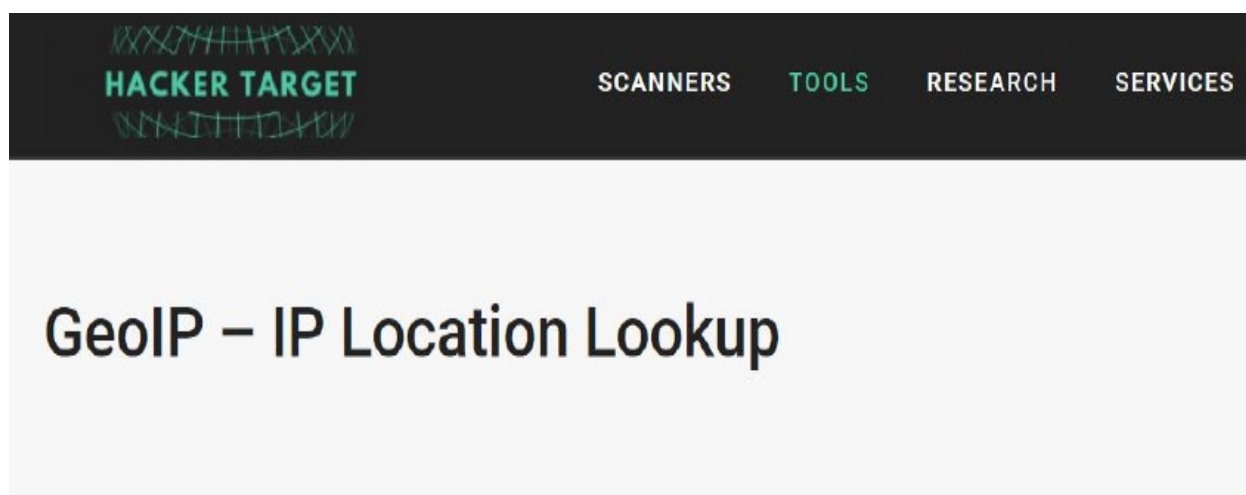 HACKER TARGET
SCANNERS TOOLS RESEARCH SERVICES
GeoIP – IP Location Lookup